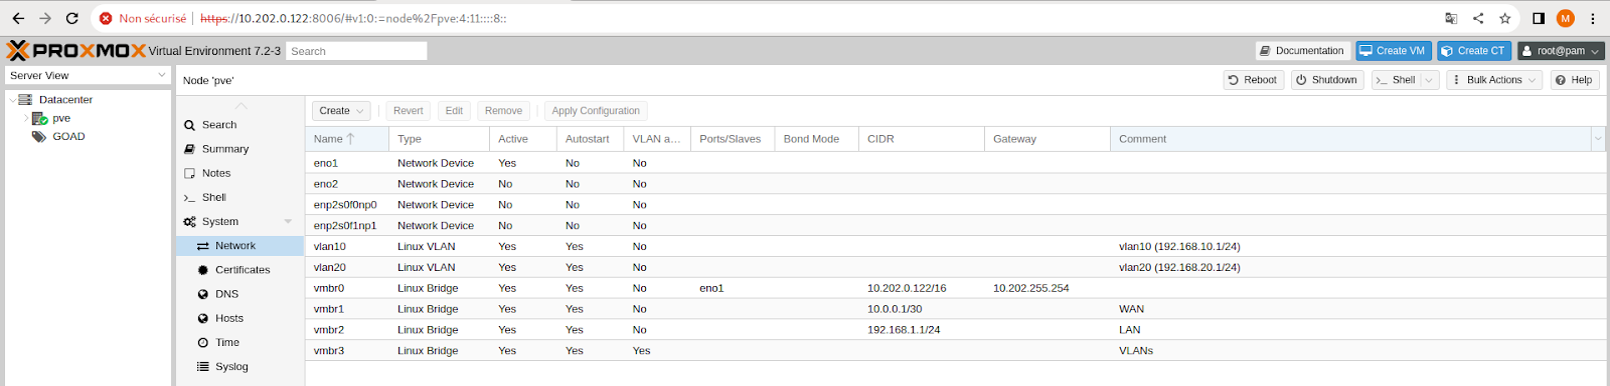 Non sécurisé https://10.202.0.122:8006/#v1:0:=node%2Fpve:4:11::::8:: M
PROXMOX Virtual Environment 7.2-3 Search Documentation Create VM Create CT root@pam
Server View
Datacenter
pve
GOAD
Node 'pve' Reboot Shutdown >_ Shell Bulk Actions Help
Search
Summary
Notes
>_ Shell
System
Network
Certificates
DNS
Hosts
Time
Syslog
Create Revert Edit Remove Apply Configuration
Name Type Active Autostart VLAN a... Ports/Slaves Bond Mode CIDR Gateway Comment
eno1 Network Device Yes No No
eno2 Network Device No No No
enp2s0f0np0 Network Device No No No
enp2s0f1np1 Network Device No No No
vlan10 Linux VLAN Yes Yes No vlan10 (192.168.10.1/24)
vlan20 Linux VLAN Yes Yes No vlan20 (192.168.20.1/24)
vmbr0 Linux Bridge Yes Yes No eno1 10.202.0.122/16 10.202.255.254
vmbr1 Linux Bridge Yes Yes No 10.0.0.1/30 WAN
vmbr2 Linux Bridge Yes Yes No 192.168.1.1/24 LAN
vmbr3 Linux Bridge Yes Yes Yes VLANs